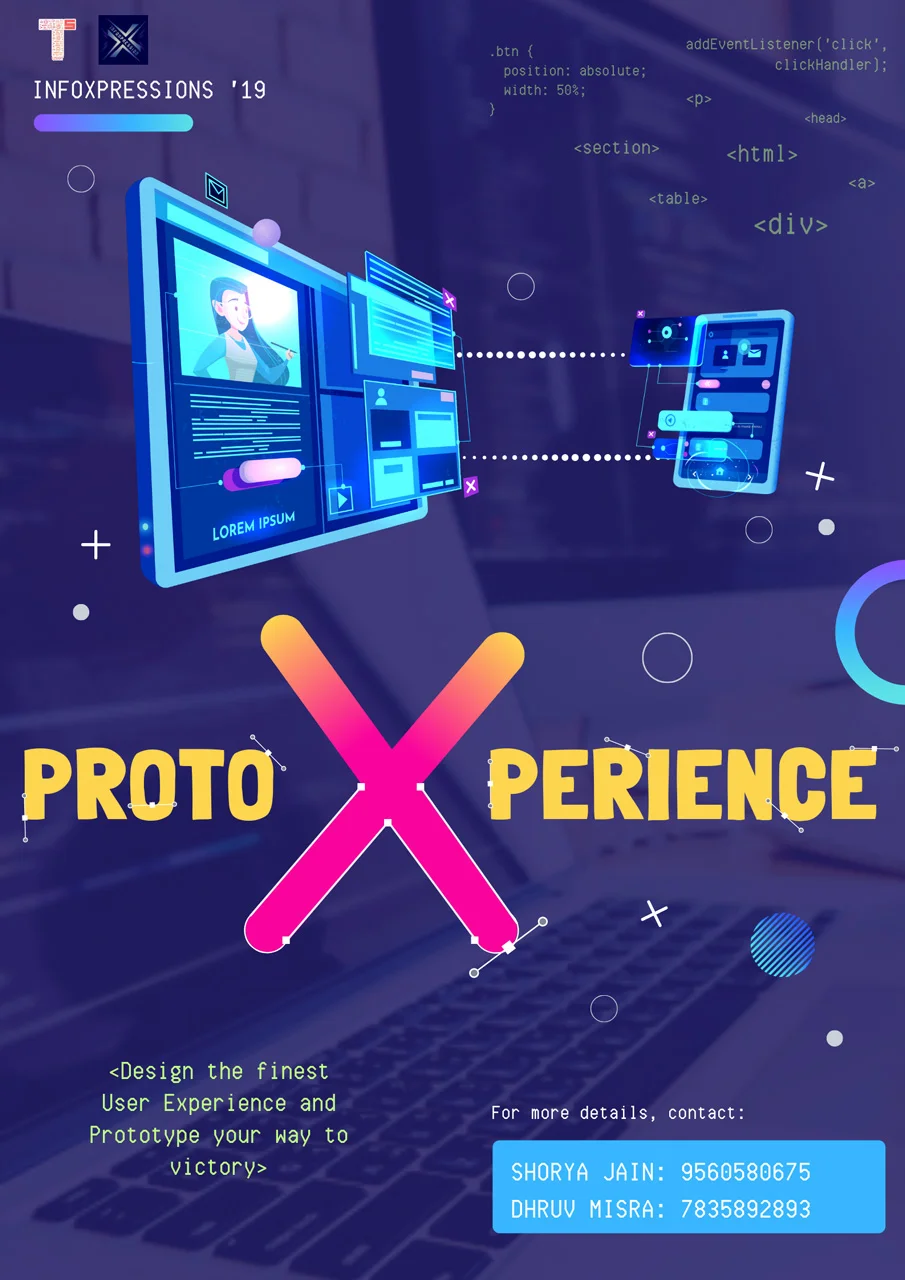 T5
INFOXPRESSIONS '19
.btn {
position: absolute;
width: 50%;
}
addEventListener('click',
clickHandler);
<p>
<head>
<section>
<html>
<a>
<table>
<div>
LOREM IPSUM
PROTO X PERIENCE
<Design the finest
User Experience and
Prototype your way to
victory>
For more details, contact:
SHORYA JAIN: 9560580675
DHRUV MISRA: 7835892893